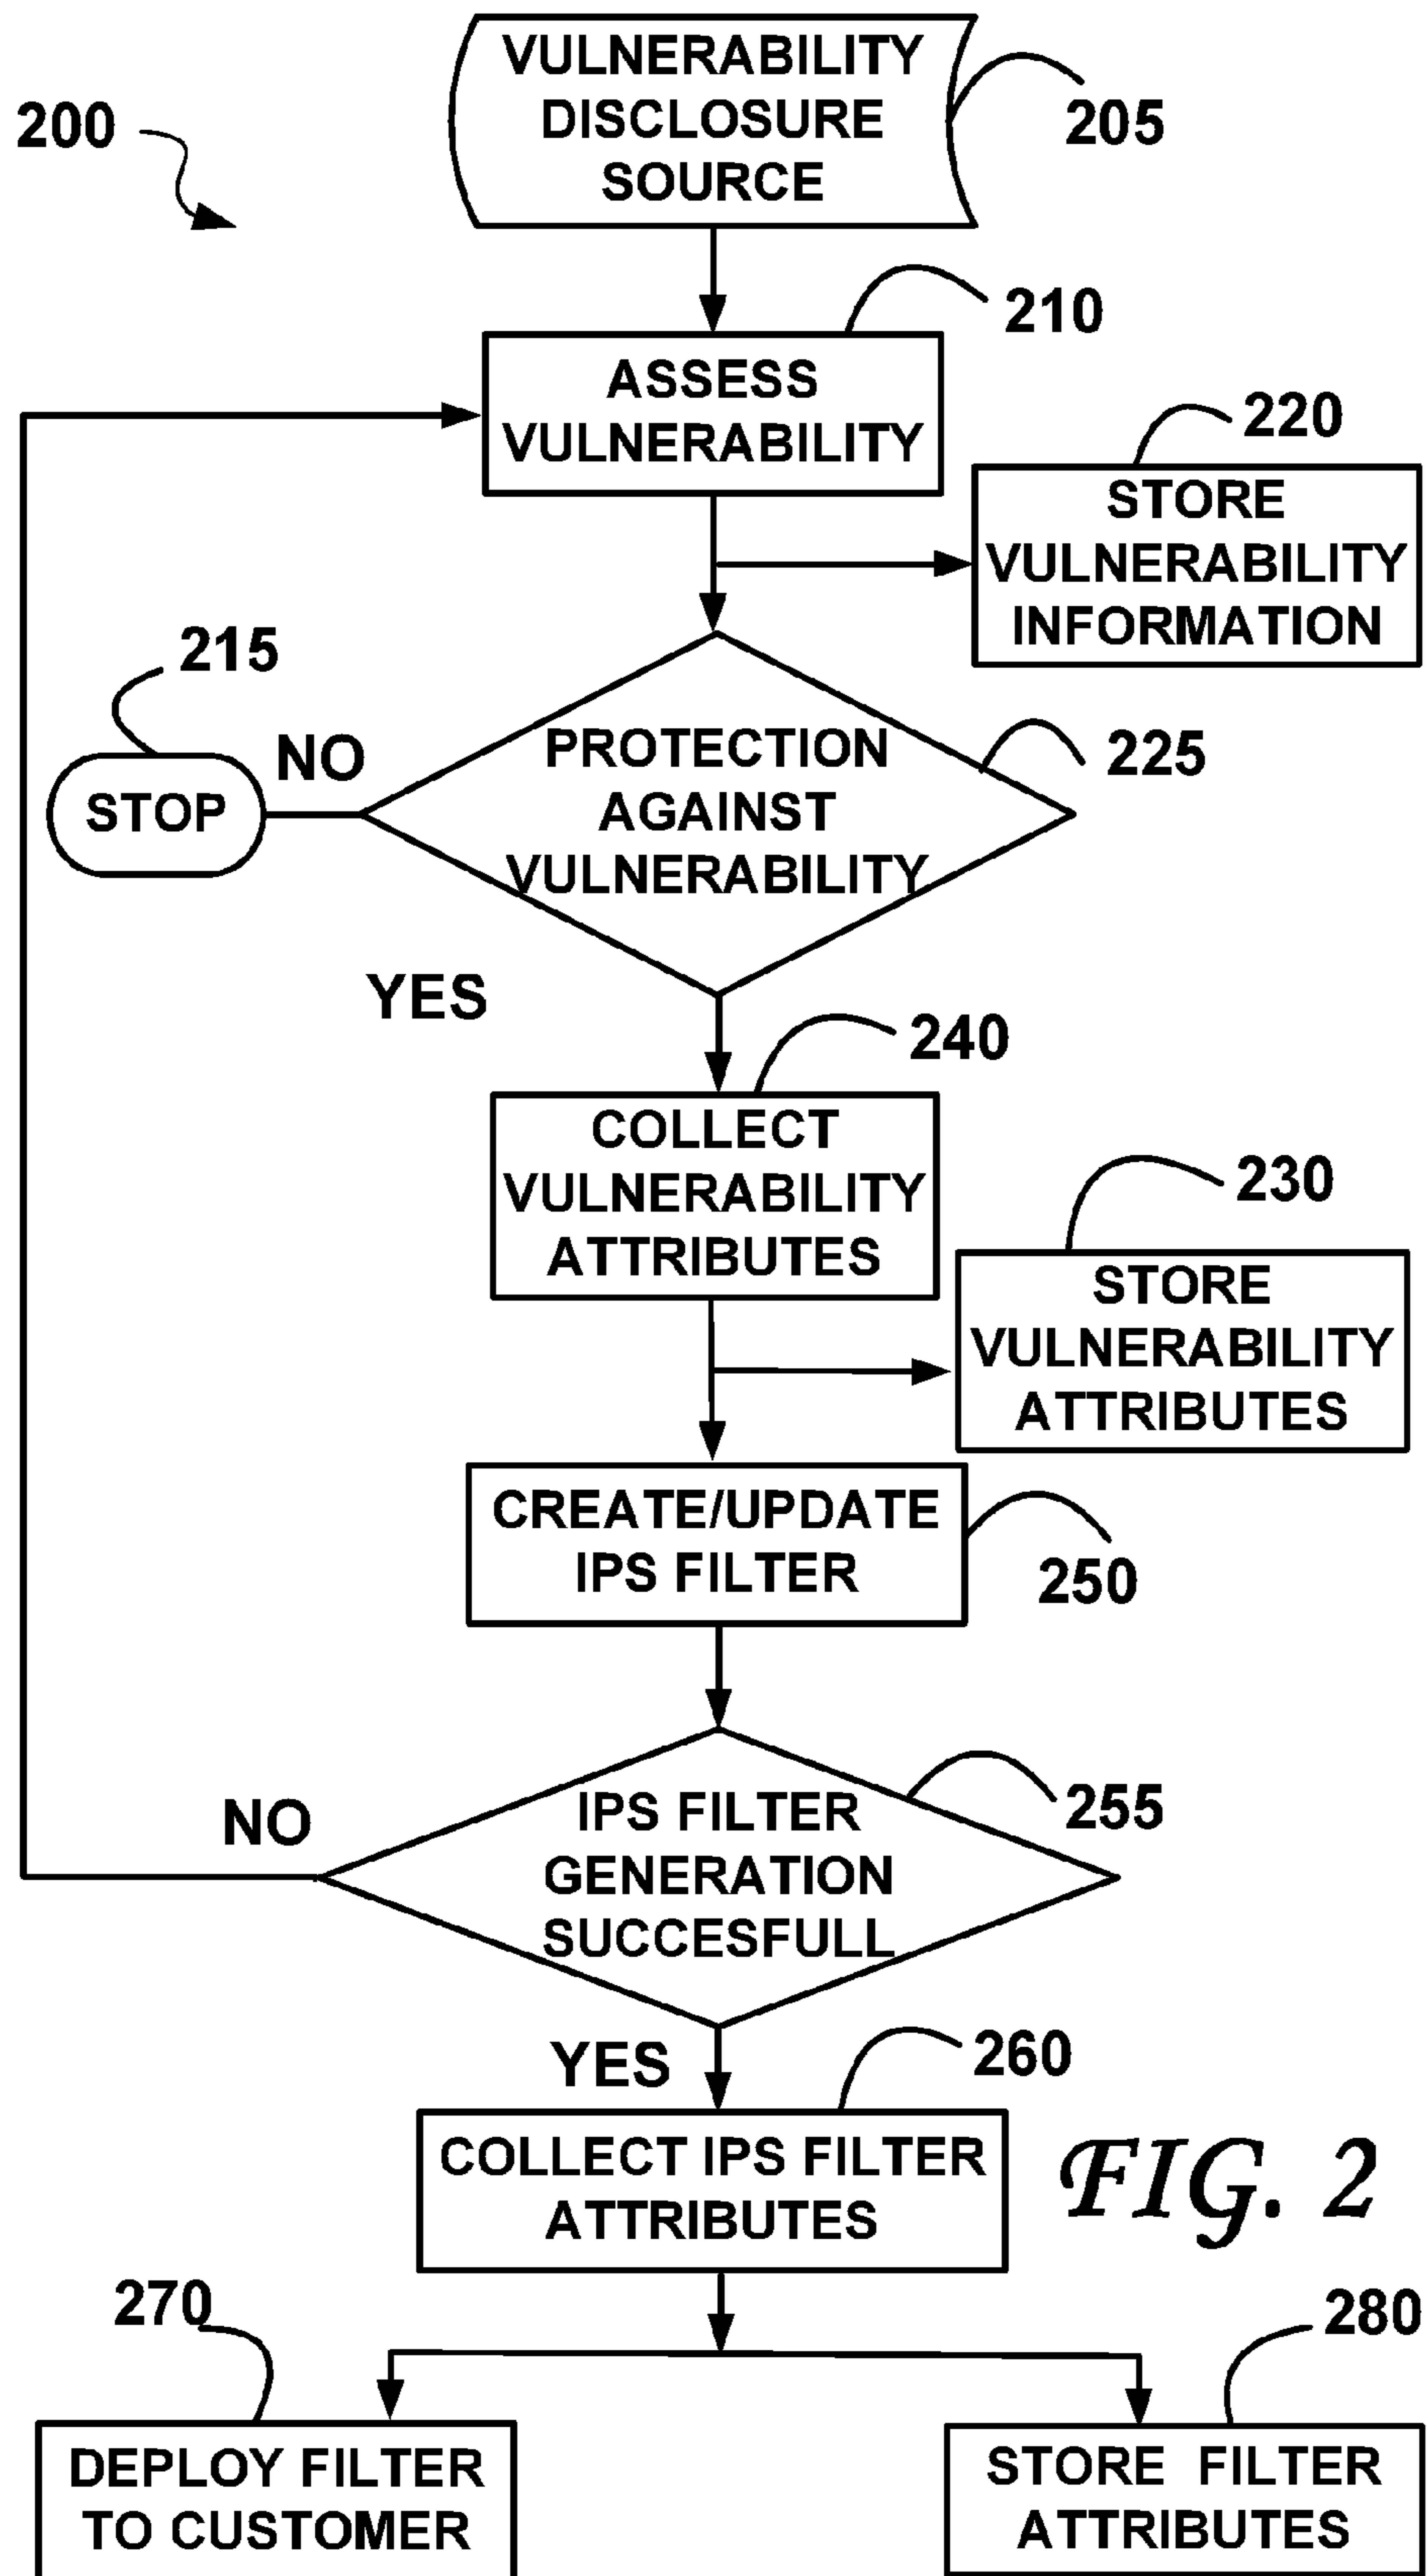 VULNERABILITY
DISCLOSURE
SOURCE
205
200
210
ASSESS
VULNERABILITY
220
STORE
VULNERABILITY
INFORMATION
215
STOP
NO
PROTECTION
AGAINST
VULNERABILITY
225
YES
240
COLLECT
VULNERABILITY
ATTRIBUTES
230
STORE
VULNERABILITY
ATTRIBUTES
CREATE/UPDATE
IPS FILTER
250
NO
IPS FILTER
GENERATION
SUCCESFULL
255
YES
260
COLLECT IPS FILTER
ATTRIBUTES
FIG. 2
270
DEPLOY FILTER
TO CUSTOMER
280
STORE FILTER
ATTRIBUTES